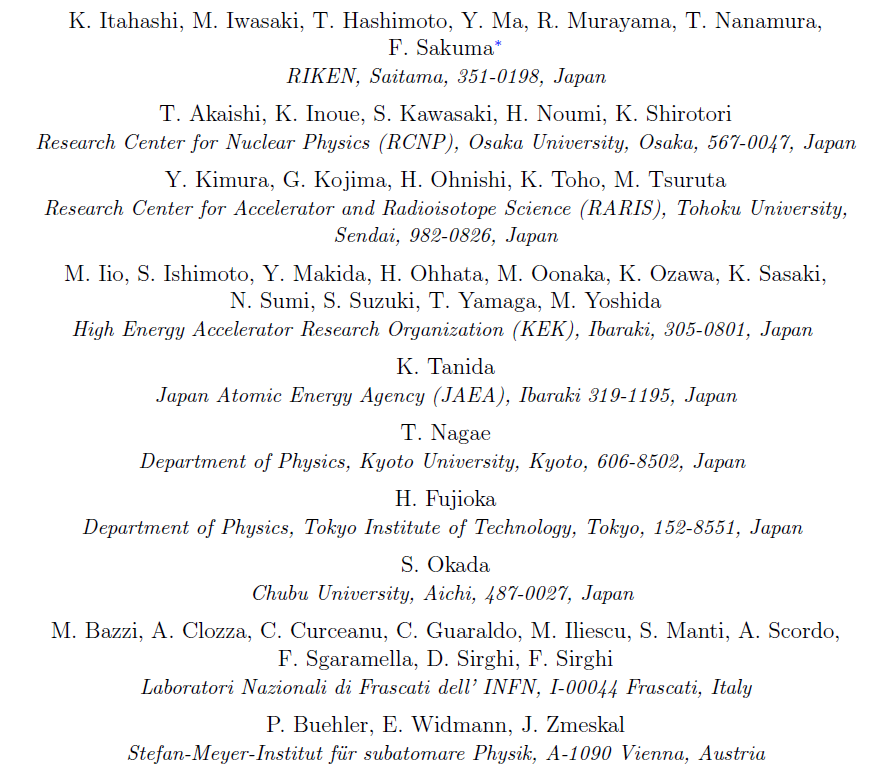 K. Itahashi, M. Iwasaki, T. Hashimoto, Y. Ma, R. Murayama, T. Nanamura,
F. Sakuma*
RIKEN, Saitama, 351-0198, Japan
T. Akaishi, K. Inoue, S. Kawasaki, H. Noumi, K. Shirotori
Research Center for Nuclear Physics (RCNP), Osaka University, Osaka, 567-0047, Japan
Y. Kimura, G. Kojima, H. Ohnishi, K. Toho, M. Tsuruta
Research Center for Accelerator and Radioisotope Science (RARIS), Tohoku University,
Sendai, 982-0826, Japan
M. Iio, S. Ishimoto, Y. Makida, H. Ohhata, M. Oonaka, K. Ozawa, K. Sasaki,
N. Sumi, S. Suzuki, T. Yamaga, M. Yoshida
High Energy Accelerator Research Organization (KEK), Ibaraki, 305-0801, Japan
K. Tanida
Japan Atomic Energy Agency (JAEA), Ibaraki 319-1195, Japan
T. Nagae
Department of Physics, Kyoto University, Kyoto, 606-8502, Japan
H. Fujioka
Department of Physics, Tokyo Institute of Technology, Tokyo, 152-8551, Japan
S. Okada
Chubu University, Aichi, 487-0027, Japan
M. Bazzi, A. Clozza, C. Curceanu, C. Guaraldo, M. Iliescu, S. Manti, A. Scordo,
F. Sgaramella, D. Sirghi, F. Sirghi
Laboratori Nazionali di Frascati dell' INFN, I-00044 Frascati, Italy
P. Buehler, E. Widmann, J. Zmeskal
Stefan-Meyer-Institut für subatomare Physik, A-1090 Vienna, Austria